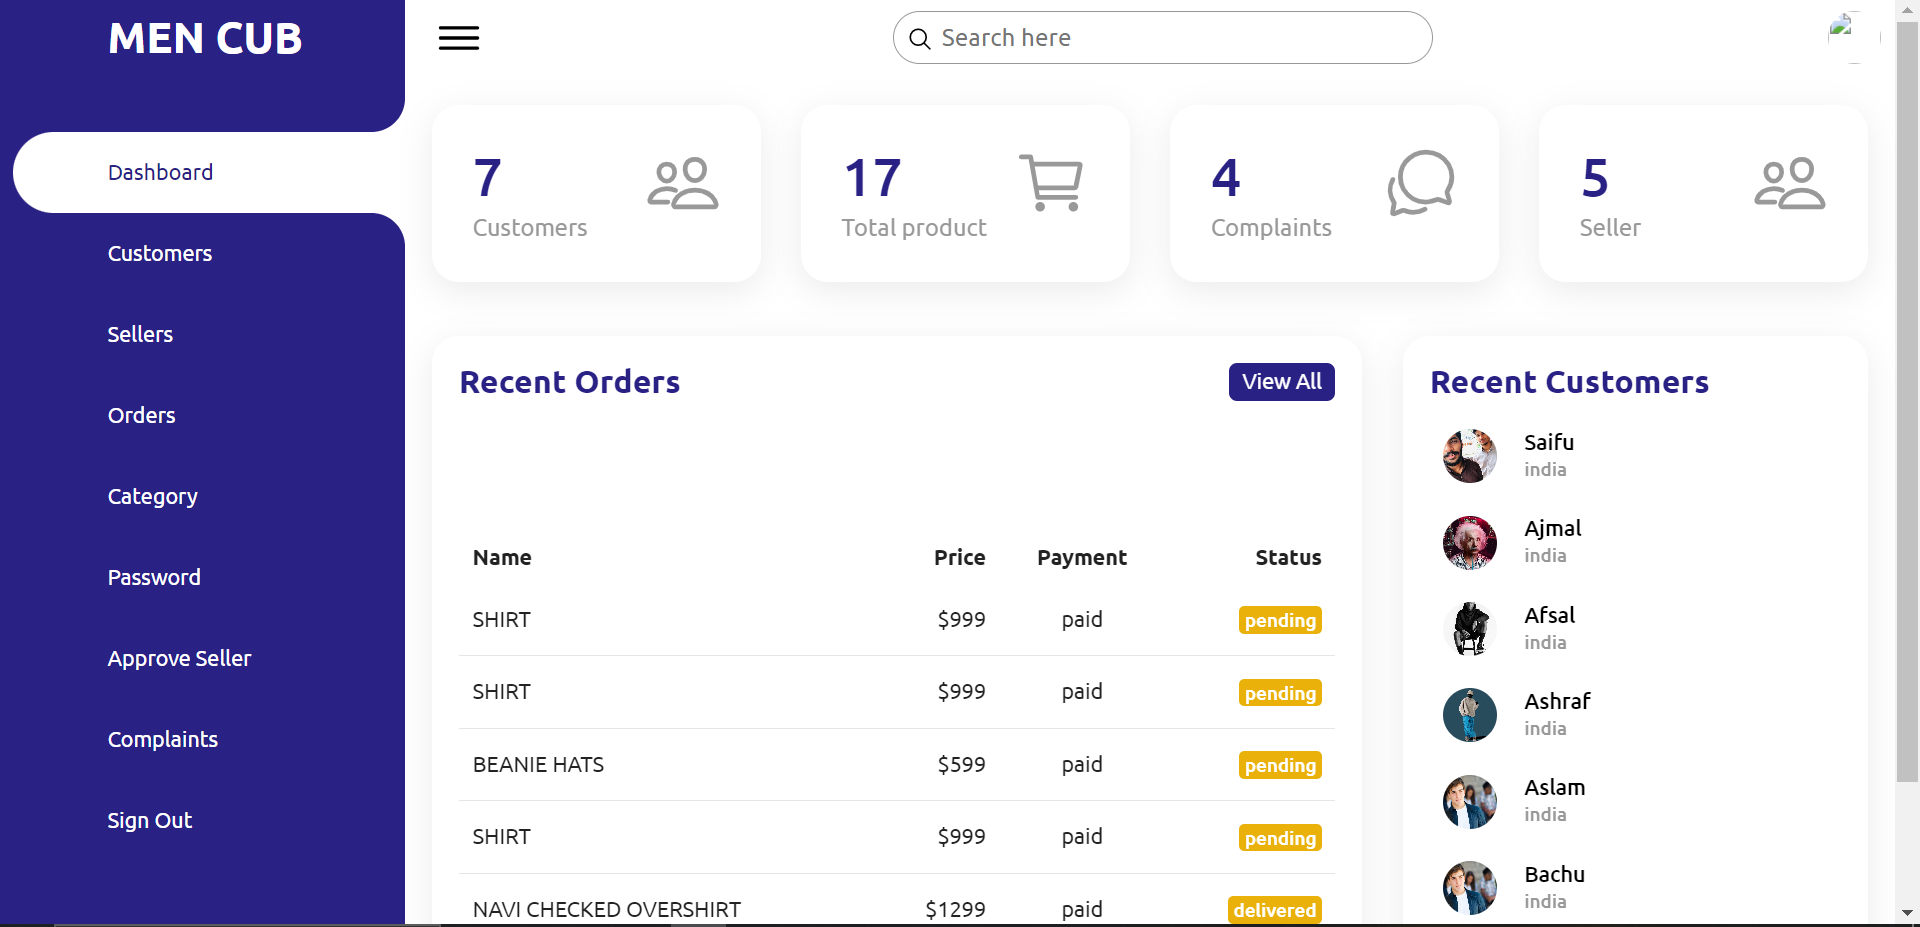 MEN CUB
Search here
Dashboard
Customers
Sellers
Orders
Category
Password
Approve Seller
Complaints
Sign Out
7
Customers
17
Total product
4
Complaints
5
Seller
Recent Orders
View All
Name Price Payment Status
SHIRT $999 paid pending
SHIRT $999 paid pending
BEANIE HATS $599 paid pending
SHIRT $999 paid pending
NAVI CHECKED OVERSHIRT $1299 paid delivered
Recent Customers
Saifu
india
Ajmal
india
Afsal
india
Ashraf
india
Aslam
india
Bachu
india